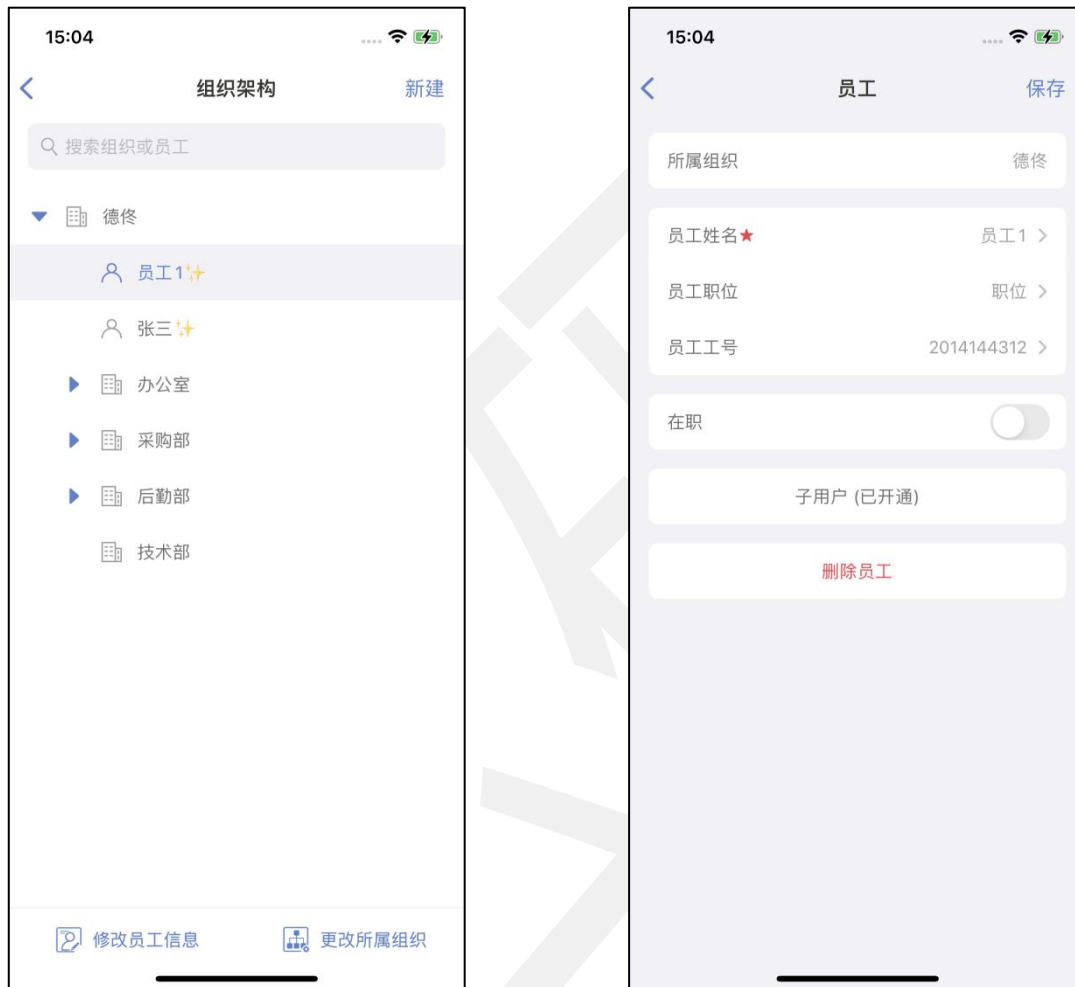 15:04
组织架构
新建
搜索组织或员工
德佟
员工1✨
张三✨
办公室
采购部
后勤部
技术部
修改员工信息
更改所属组织
15:04
员工
保存
所属组织
德佟
员工姓名★
员工1
员工职位
职位
员工工号
2014144312
在职
子用户 (已开通)
删除员工